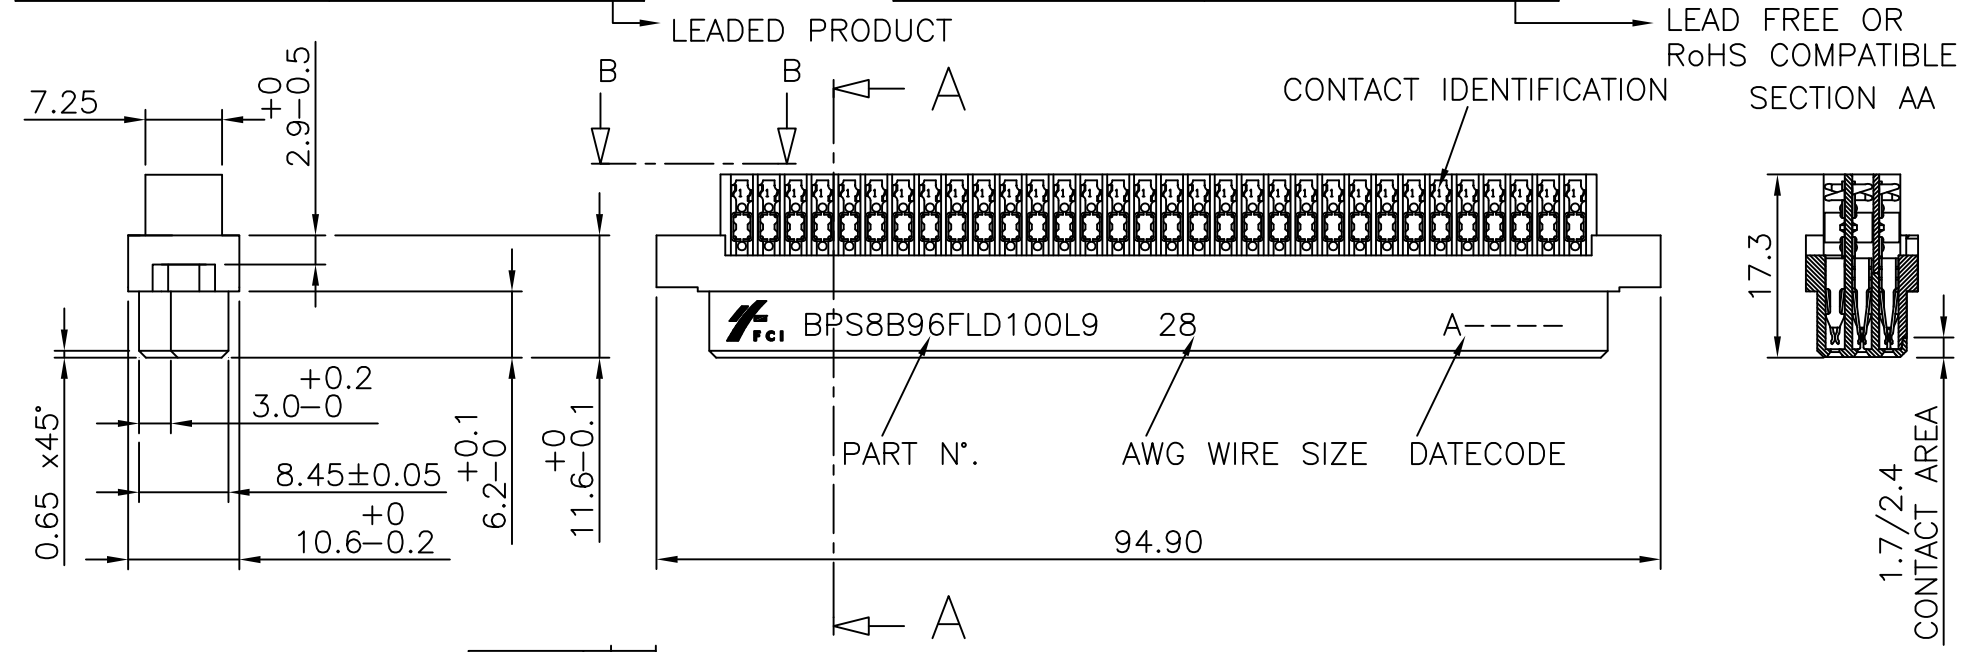 LEADED PRODUCT
LEAD FREE OR
RoHS COMPATIBLE
SECTION AA
CONTACT IDENTIFICATION
B
B
A
7.25
+0
2.9-0.5
17.3
FCI
BPS8B96FLD100L9 28 A----
PART N°.
AWG WIRE SIZE
DATECODE
0.65 x45°
+0.2
3.0-0
8.45±0.05
+0
10.6-0.2
+0.1
6.2-0
+0
11.6-0.1
94.90
1.7/2.4
CONTACT AREA
A